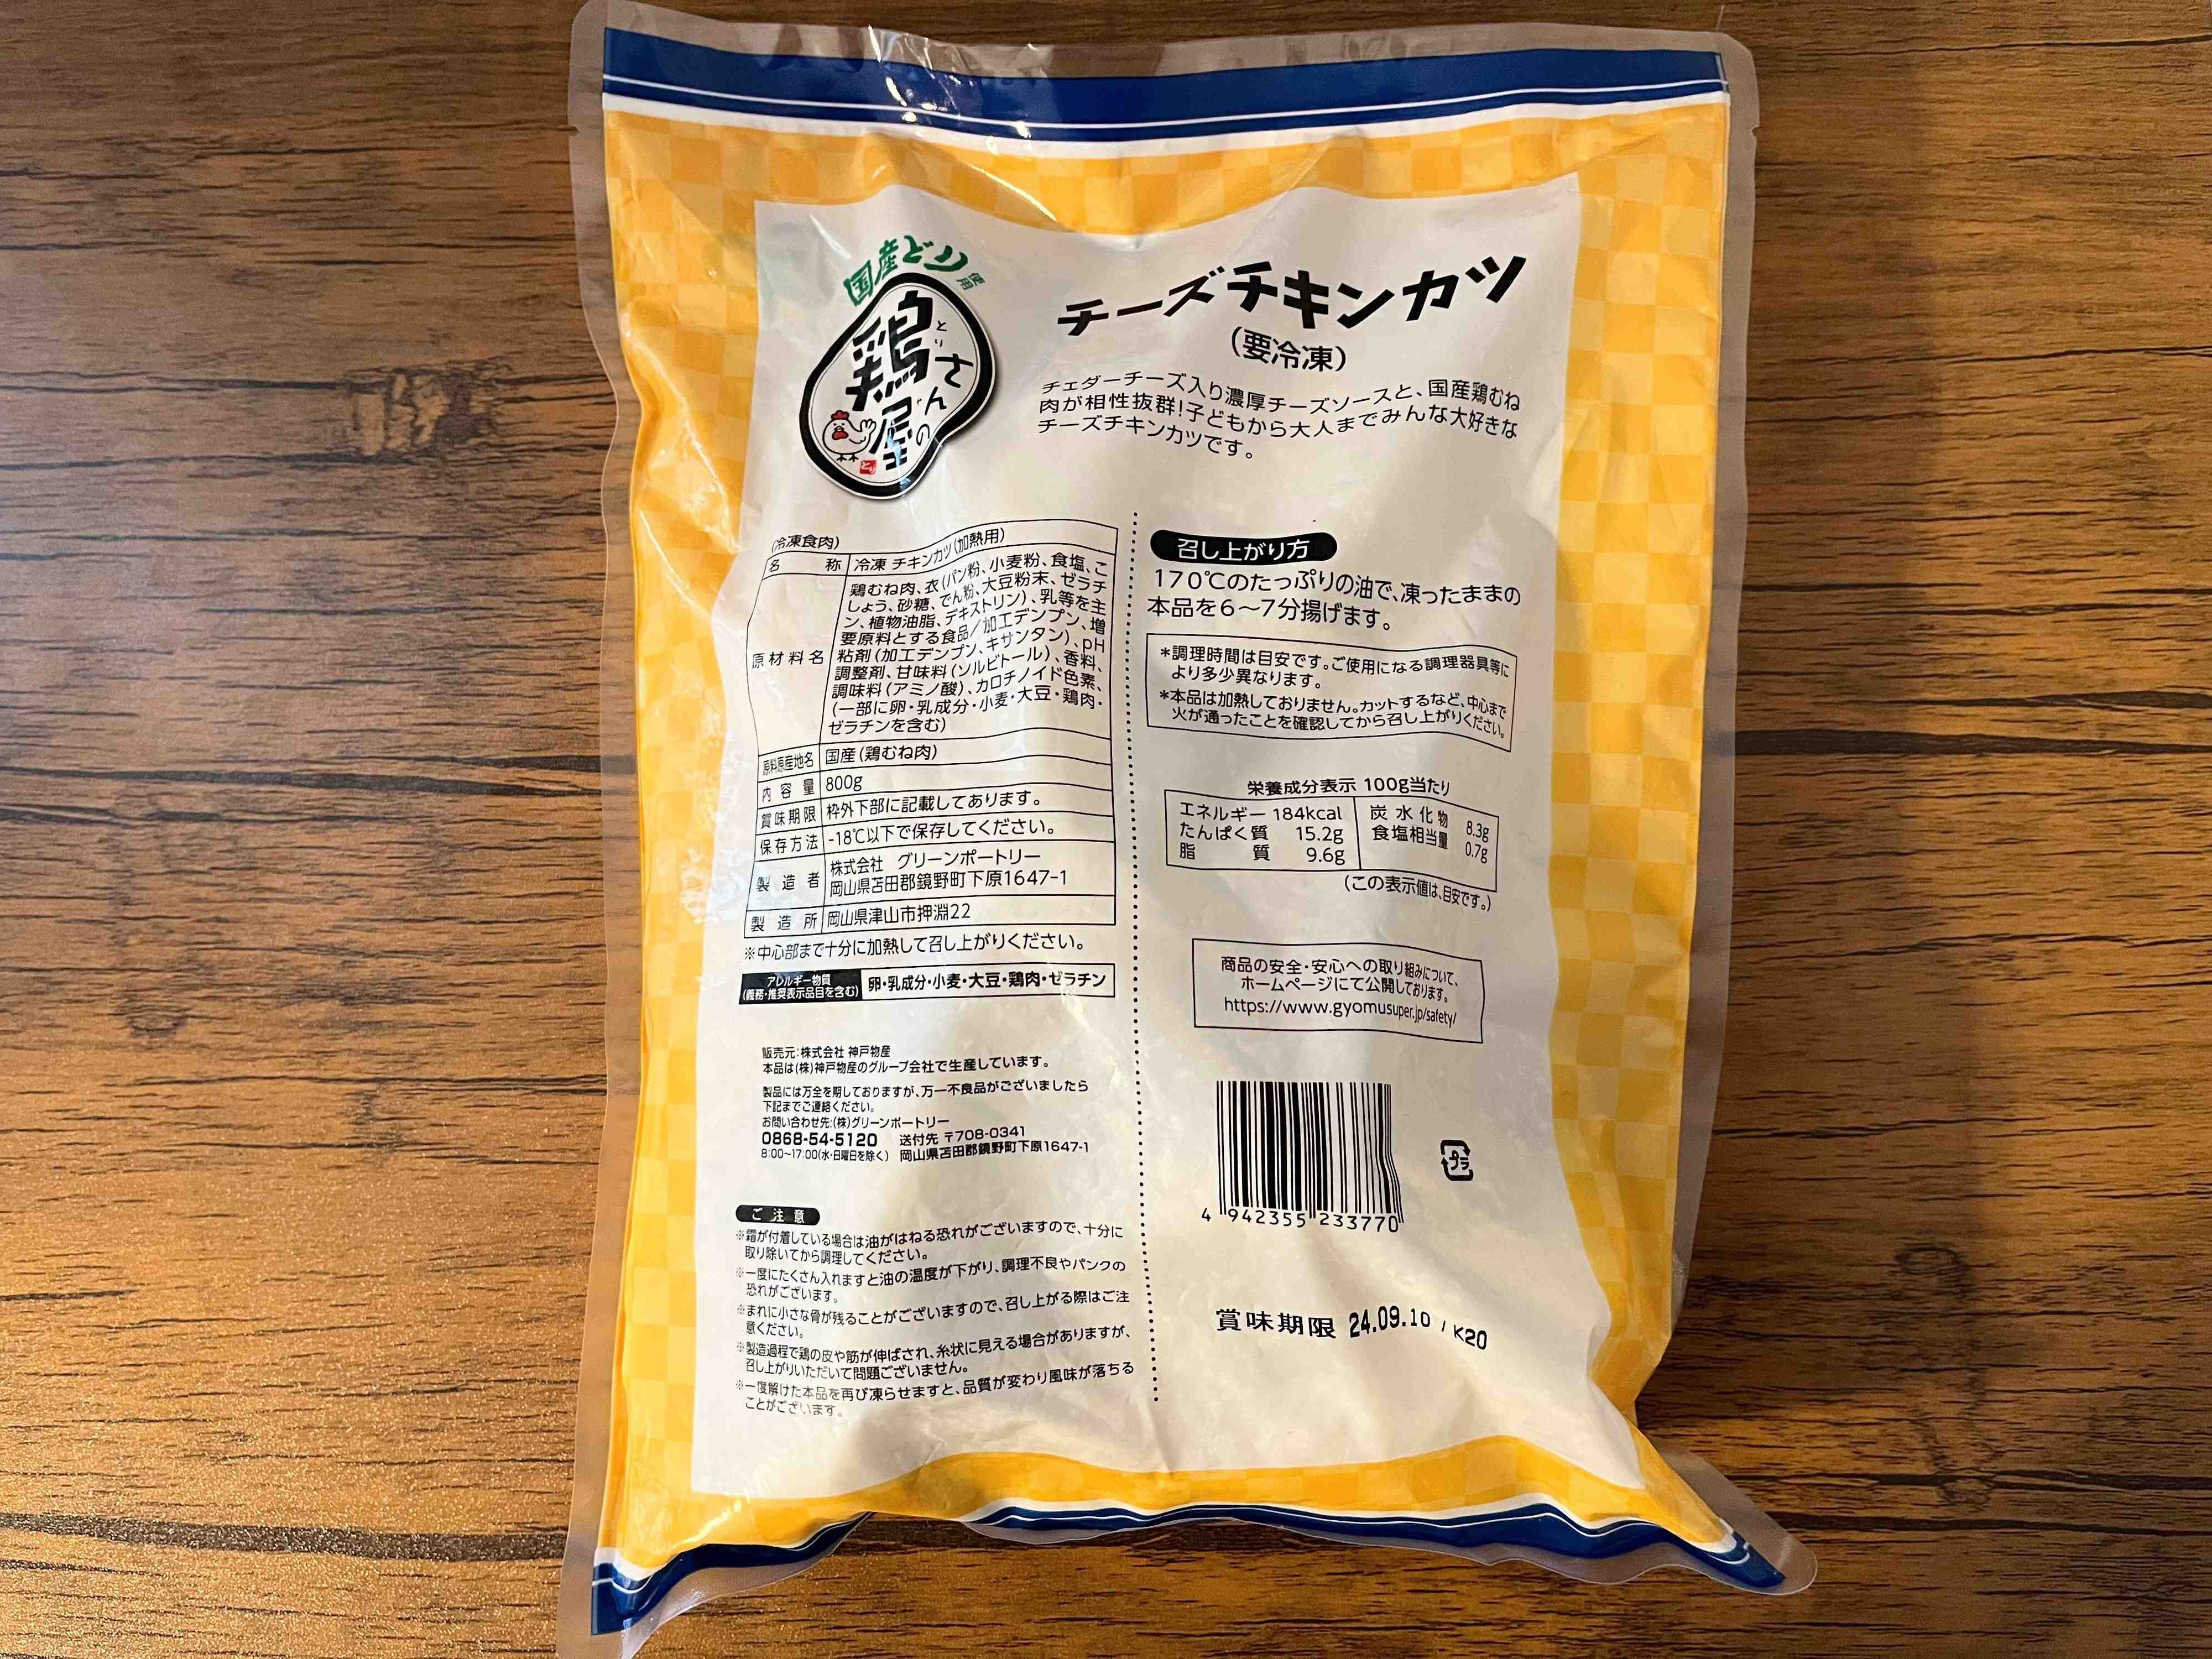 国産どり使用
鶏屋さんの
とり
とり
チーズチキンカツ
(要冷凍)
チェダーチーズ入り濃厚チーズソースと、国産鶏むね
肉が相性抜群!子どもから大人までみんな大好きな
チーズチキンカツです。
(冷凍食肉)
名称 冷凍 チキンカツ(加熱用)
原材料名 鶏むね肉、衣(パン粉、小麦粉、食塩、こ
しょう、砂糖、でん粉、大豆粉末、ゼラチ
ン、植物油脂、デキストリン)、乳等を主
要原料とする食品/加工デンプン、増
粘剤(加工デンプン、キサンタン)、pH
調整剤、甘味料(ソルビトール)、香料、
調味料(アミノ酸)、カロチノイド色素、
(一部に卵・乳成分・小麦・大豆・鶏肉・
ゼラチンを含む)
原料原産地名 国産(鶏むね肉)
内容量 800g
賞味期限 枠外下部に記載してあります。
保存方法 -18℃以下で保存してください。
製造者 株式会社 グリーンポートリー
岡山県苫田郡鏡野町下原1647-1
製造所 岡山県津山市押淵22
※中心部まで十分に加熱して召し上がりください。
アレルギー物質
(義務・推奨表示品目を含む) 卵・乳成分・小麦・大豆・鶏肉・ゼラチン
販売元:株式会社 神戸物産
本品は(株)神戸物産のグループ会社で生産しています。
製品には万全を期しておりますが、万一不良品がございましたら
下記までご連絡ください。
お問い合わせ先:(株)グリーンポートリー
0868-54-5120 送付先 〒708-0341
8:00~17:00(水・日曜日を除く) 岡山県苫田郡鏡野町下原1647-1
ご注意
※霜が付着している場合は油がはねる恐れがございますので、十分に
取り除いてから調理してください。
※一度にたくさん入れますと油の温度が下がり、調理不良やパンクの
恐れがございます。
※まれに小さな骨が残ることがございますので、召し上がる際はご注
意ください。
※製造過程で鶏の皮や筋が伸ばされ、糸状に見える場合がありますが、
召し上がりいただいて問題ございません。
※一度解けた本品を再び凍らせますと、品質が変わり風味が落ちる
ことがございます。
召し上がり方
170℃のたっぷりの油で、凍ったままの
本品を6~7分揚げます。
*調理時間は目安です。ご使用になる調理器具等に
より多少異なります。
*本品は加熱しておりません。カットするなど、中心まで
火が通ったことを確認してから召し上がりください。
栄養成分表示 100g当たり
エネルギー 184kcal 炭水化物 8.3g
たんぱく質 15.2g 食塩相当量 0.7g
脂質 9.6g
(この表示値は、目安です。)
商品の安全・安心への取り組みについて、
ホームページにて公開しております。
https://www.gyomusuper.jp/safety/
4 942355 233770
プラ
賞味期限 24.09.10 / K20